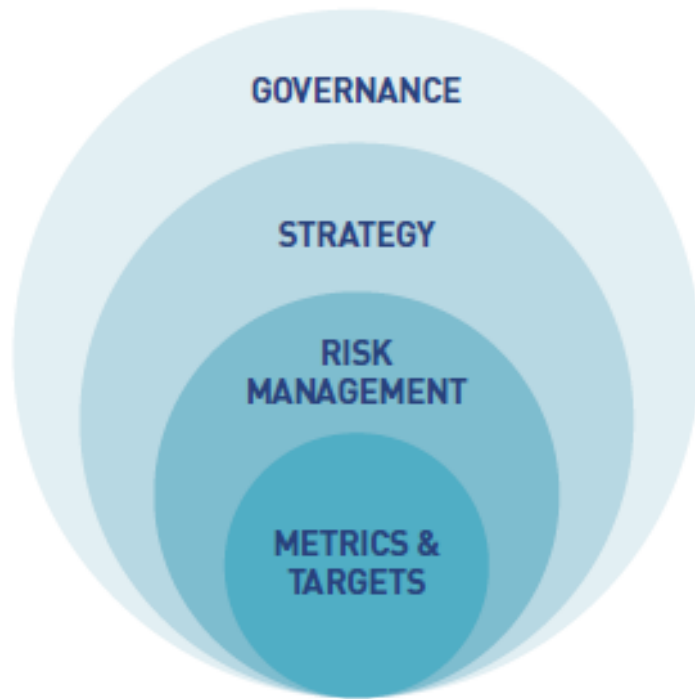 GOVERNANCE
STRATEGY
RISK
MANAGEMENT
METRICS &
TARGETS